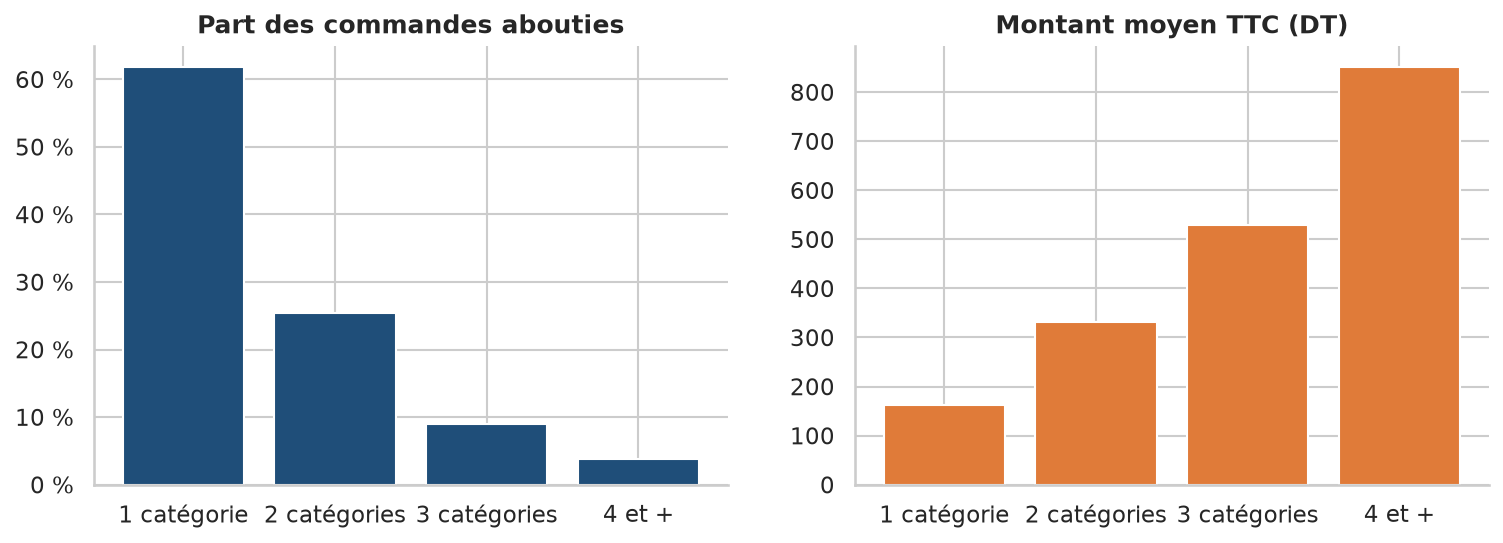 Part des commandes abouties
60 %
50 %
40 %
30 %
20 %
10 %
0 %
1 catégorie
2 catégories
3 catégories
4 et +
Montant moyen TTC (DT)
800
700
600
500
400
300
200
100
0
1 catégorie
2 catégories
3 catégories
4 et +